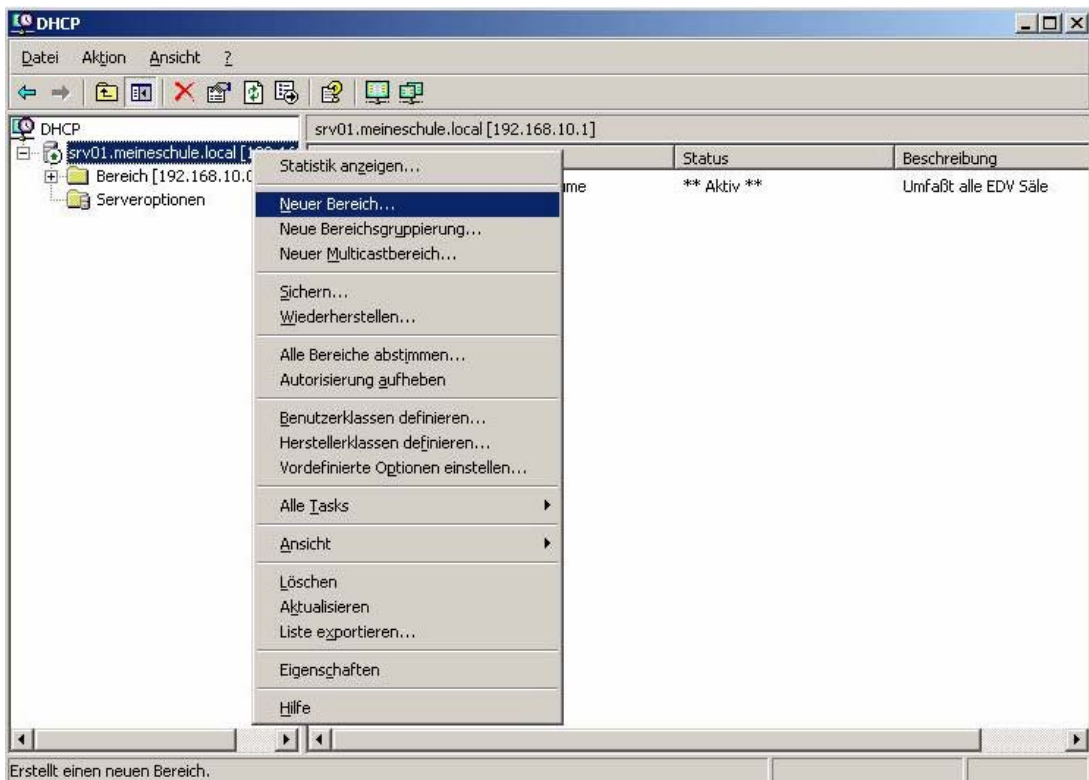 DHCP
Datei Aktion Ansicht ?
DHCP
srv01.meineschule.local [192.168.10.1]
srv01.meineschule.local
Bereich [192.168.10.0
Serveroptionen
Status
Beschreibung
** Aktiv **
Umfaßt alle EDV Säle
Statistik anzeigen...
Neuer Bereich...
Neue Bereichsgruppierung...
Neuer Multicastbereich...
Sichern...
Wiederherstellen...
Alle Bereiche abstimmen...
Autorisierung aufheben
Benutzerklassen definieren...
Herstellerklassen definieren...
Vordefinierte Optionen einstellen...
Alle Tasks
Ansicht
Löschen
Aktualisieren
Liste exportieren...
Eigenschaften
Hilfe
Erstellt einen neuen Bereich.